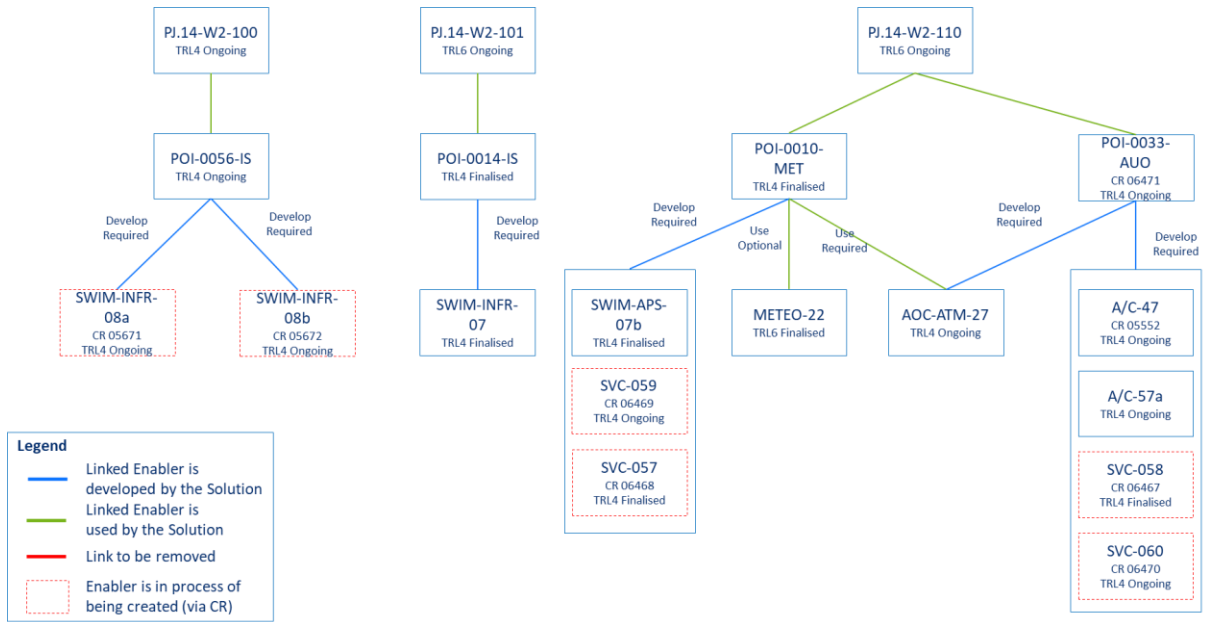 PJ.14-W2-100
TRL4 Ongoing
PJ.14-W2-101
TRL6 Ongoing
PJ.14-W2-110
TRL6 Ongoing
POI-0056-IS
TRL4 Ongoing
POI-0014-IS
TRL4 Finalised
POI-0010-
MET
TRL4 Finalised
POI-0033-
AUO
CR 06471
TRL4 Ongoing
Develop
Required
Develop
Required
Develop
Required
Develop
Required
Use
Optional
Use
Required
Develop
Required
Develop
Required
SWIM-INFR-
08a
CR 05671
TRL4 Ongoing
SWIM-INFR-
08b
CR 05672
TRL4 Ongoing
SWIM-INFR-
07
TRL4 Finalised
SWIM-APS-
07b
TRL4 Finalised
SVC-059
CR 06469
TRL4 Ongoing
SVC-057
CR 06468
TRL4 Finalised
METEO-22
TRL6 Finalised
AOC-ATM-27
TRL4 Ongoing
A/C-47
CR 05552
TRL4 Ongoing
A/C-57a
TRL4 Ongoing
SVC-058
CR 06467
TRL4 Finalised
SVC-060
CR 06470
TRL4 Ongoing
Legend
Linked Enabler is
developed by the Solution
Linked Enabler is
used by the Solution
Link to be removed
Enabler is in process of
being created (via CR)